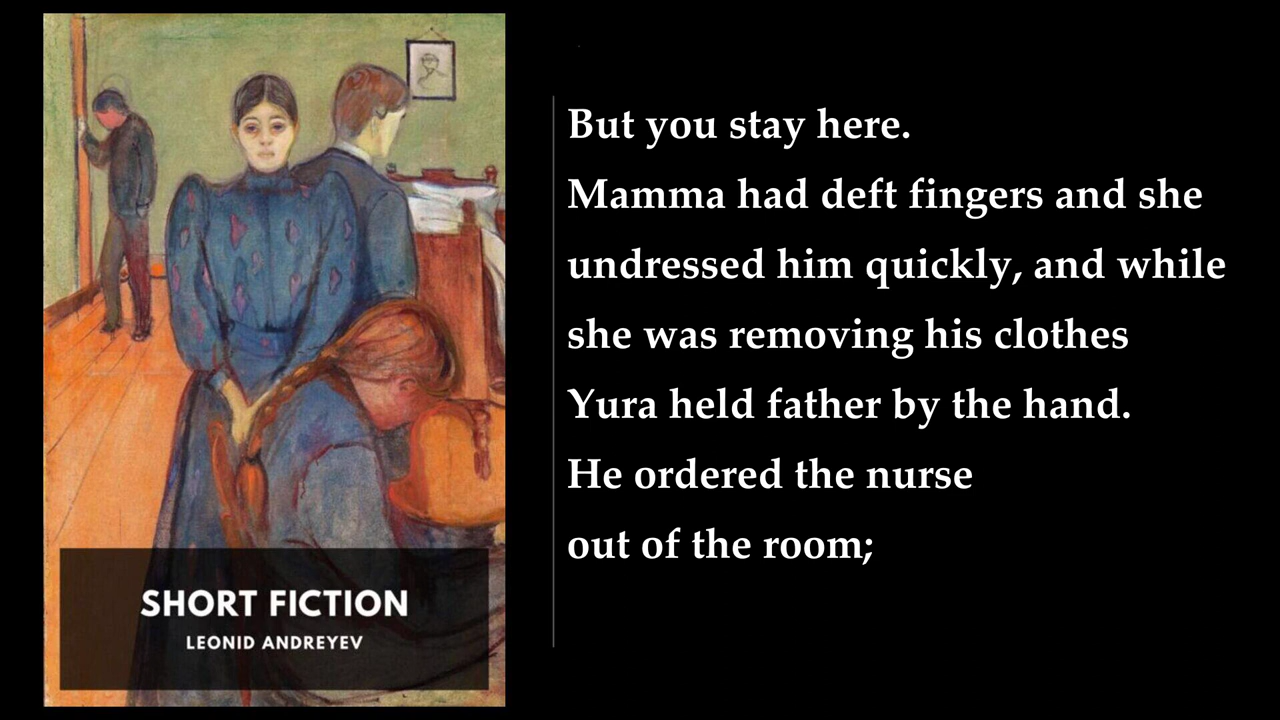 SHORT FICTION
LEONID ANDREYEV
But you stay here.
Mamma had deft fingers and she
undressed him quickly, and while
she was removing his clothes
Yura held father by the hand.
He ordered the nurse
out of the room;